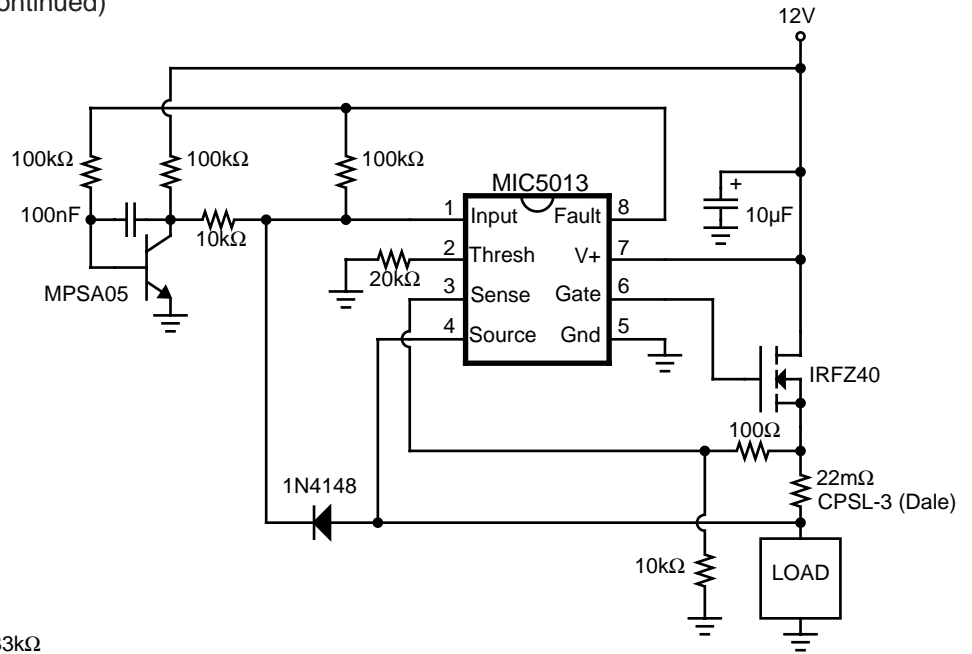 ontinued)
12V
100kΩ
100kΩ
100kΩ
MIC5013
+
10µF
100nF
10kΩ
1 Input Fault 8
2 Thresh V+ 7
20kΩ
3 Sense Gate 6
MPSA05
4 Source Gnd 5
IRFZ40
100Ω
1N4148
22mΩ
CPSL-3 (Dale)
10kΩ
LOAD
33kΩ